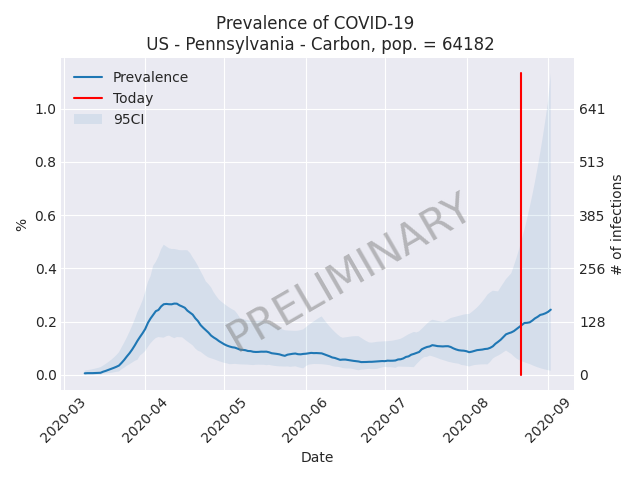 Prevalence of COVID-19
US - Pennsylvania - Carbon, pop. = 64182
Prevalence
Today
95CI
PRELIMINARY
%
1.0
0.8
0.6
0.4
0.2
0.0
641
513
385
256
128
0
# of infections
2020-03
2020-04
2020-05
2020-06
2020-07
2020-08
2020-09
Date